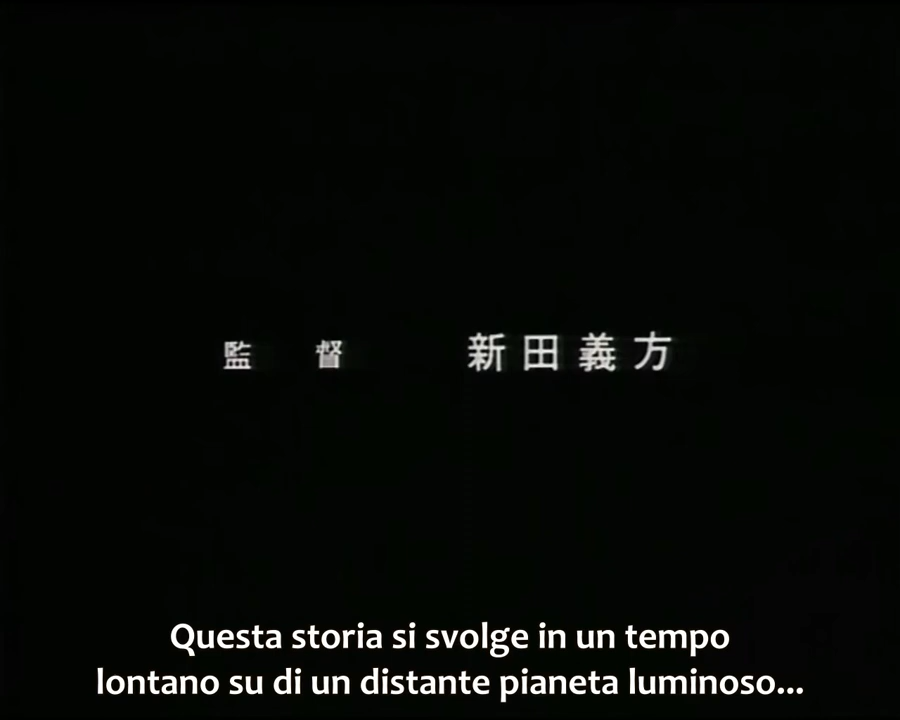 監 督 新田義方
Questa storia si svolge in un tempo
lontano su di un distante pianeta luminoso...